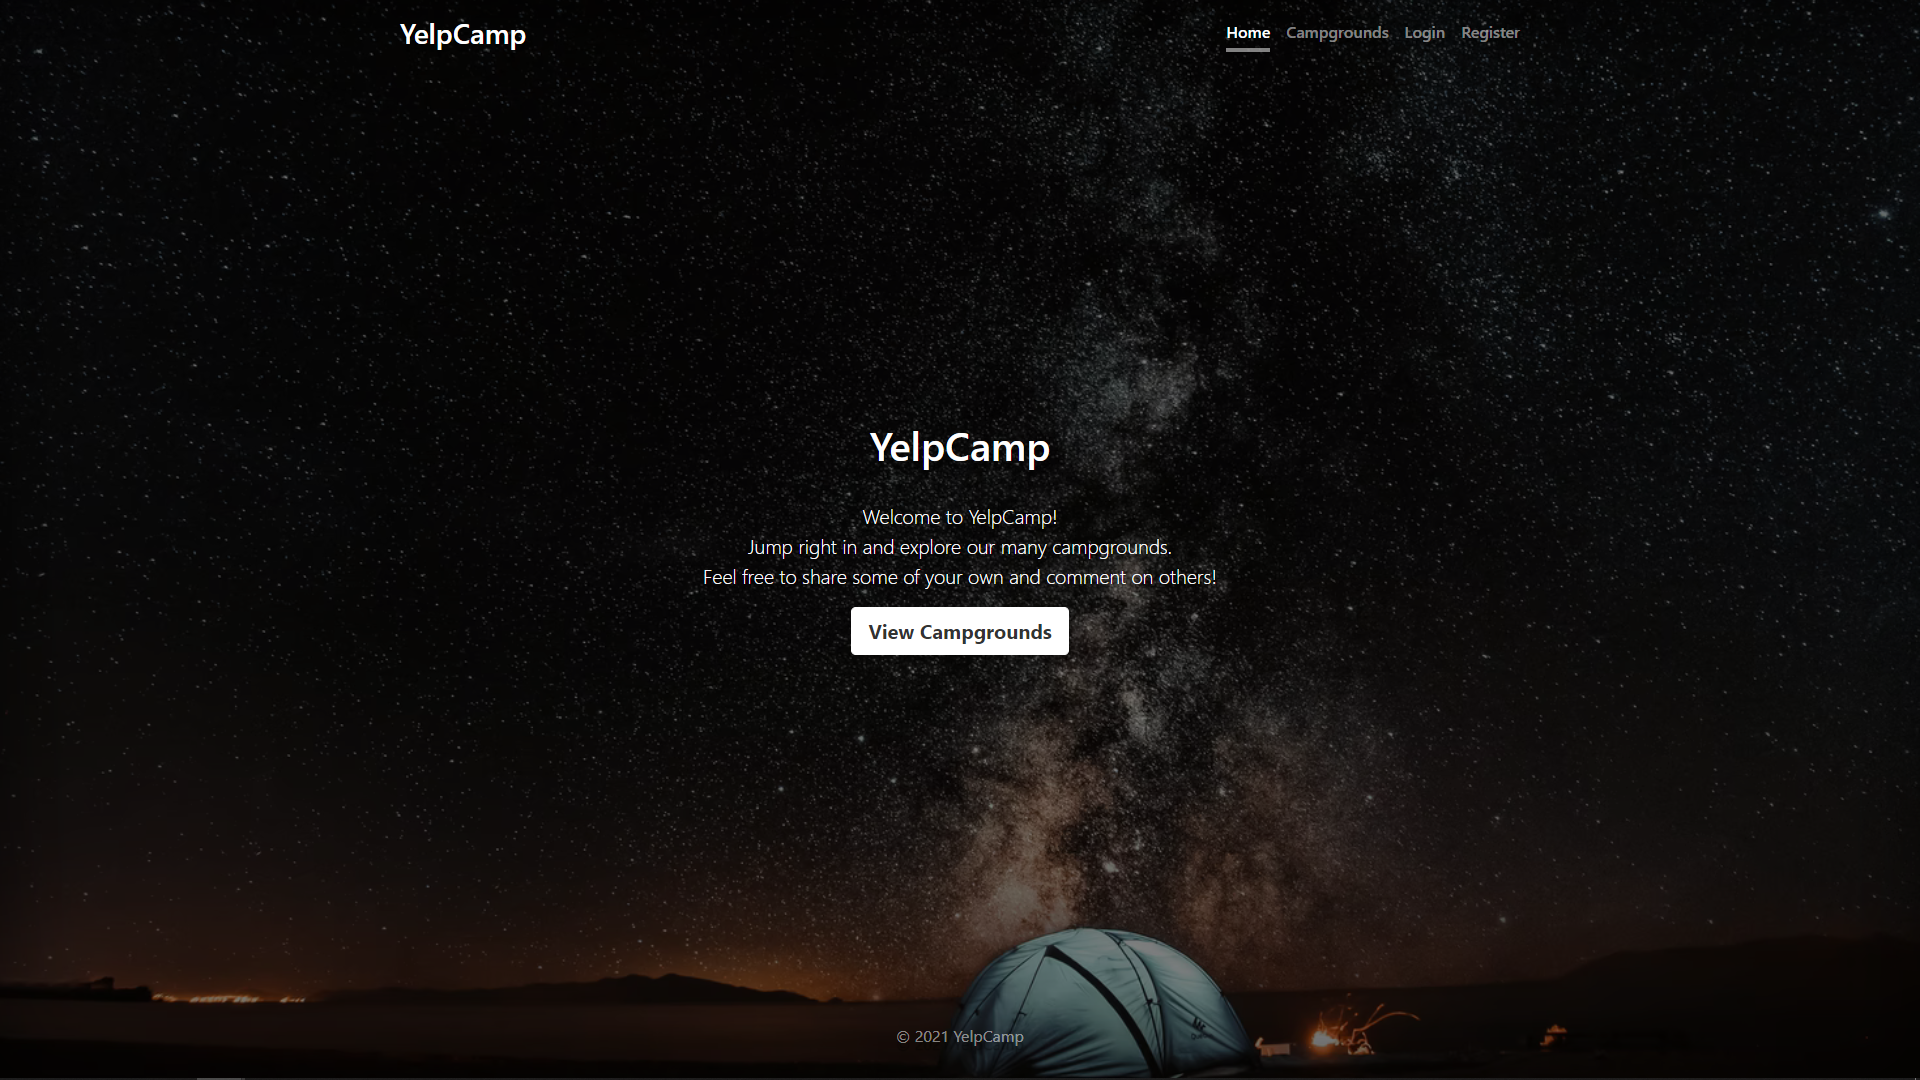 YelpCamp
Home Campgrounds Login Register
YelpCamp
Welcome to YelpCamp!
Jump right in and explore our many campgrounds.
Feel free to share some of your own and comment on others!
View Campgrounds
© 2021 YelpCamp